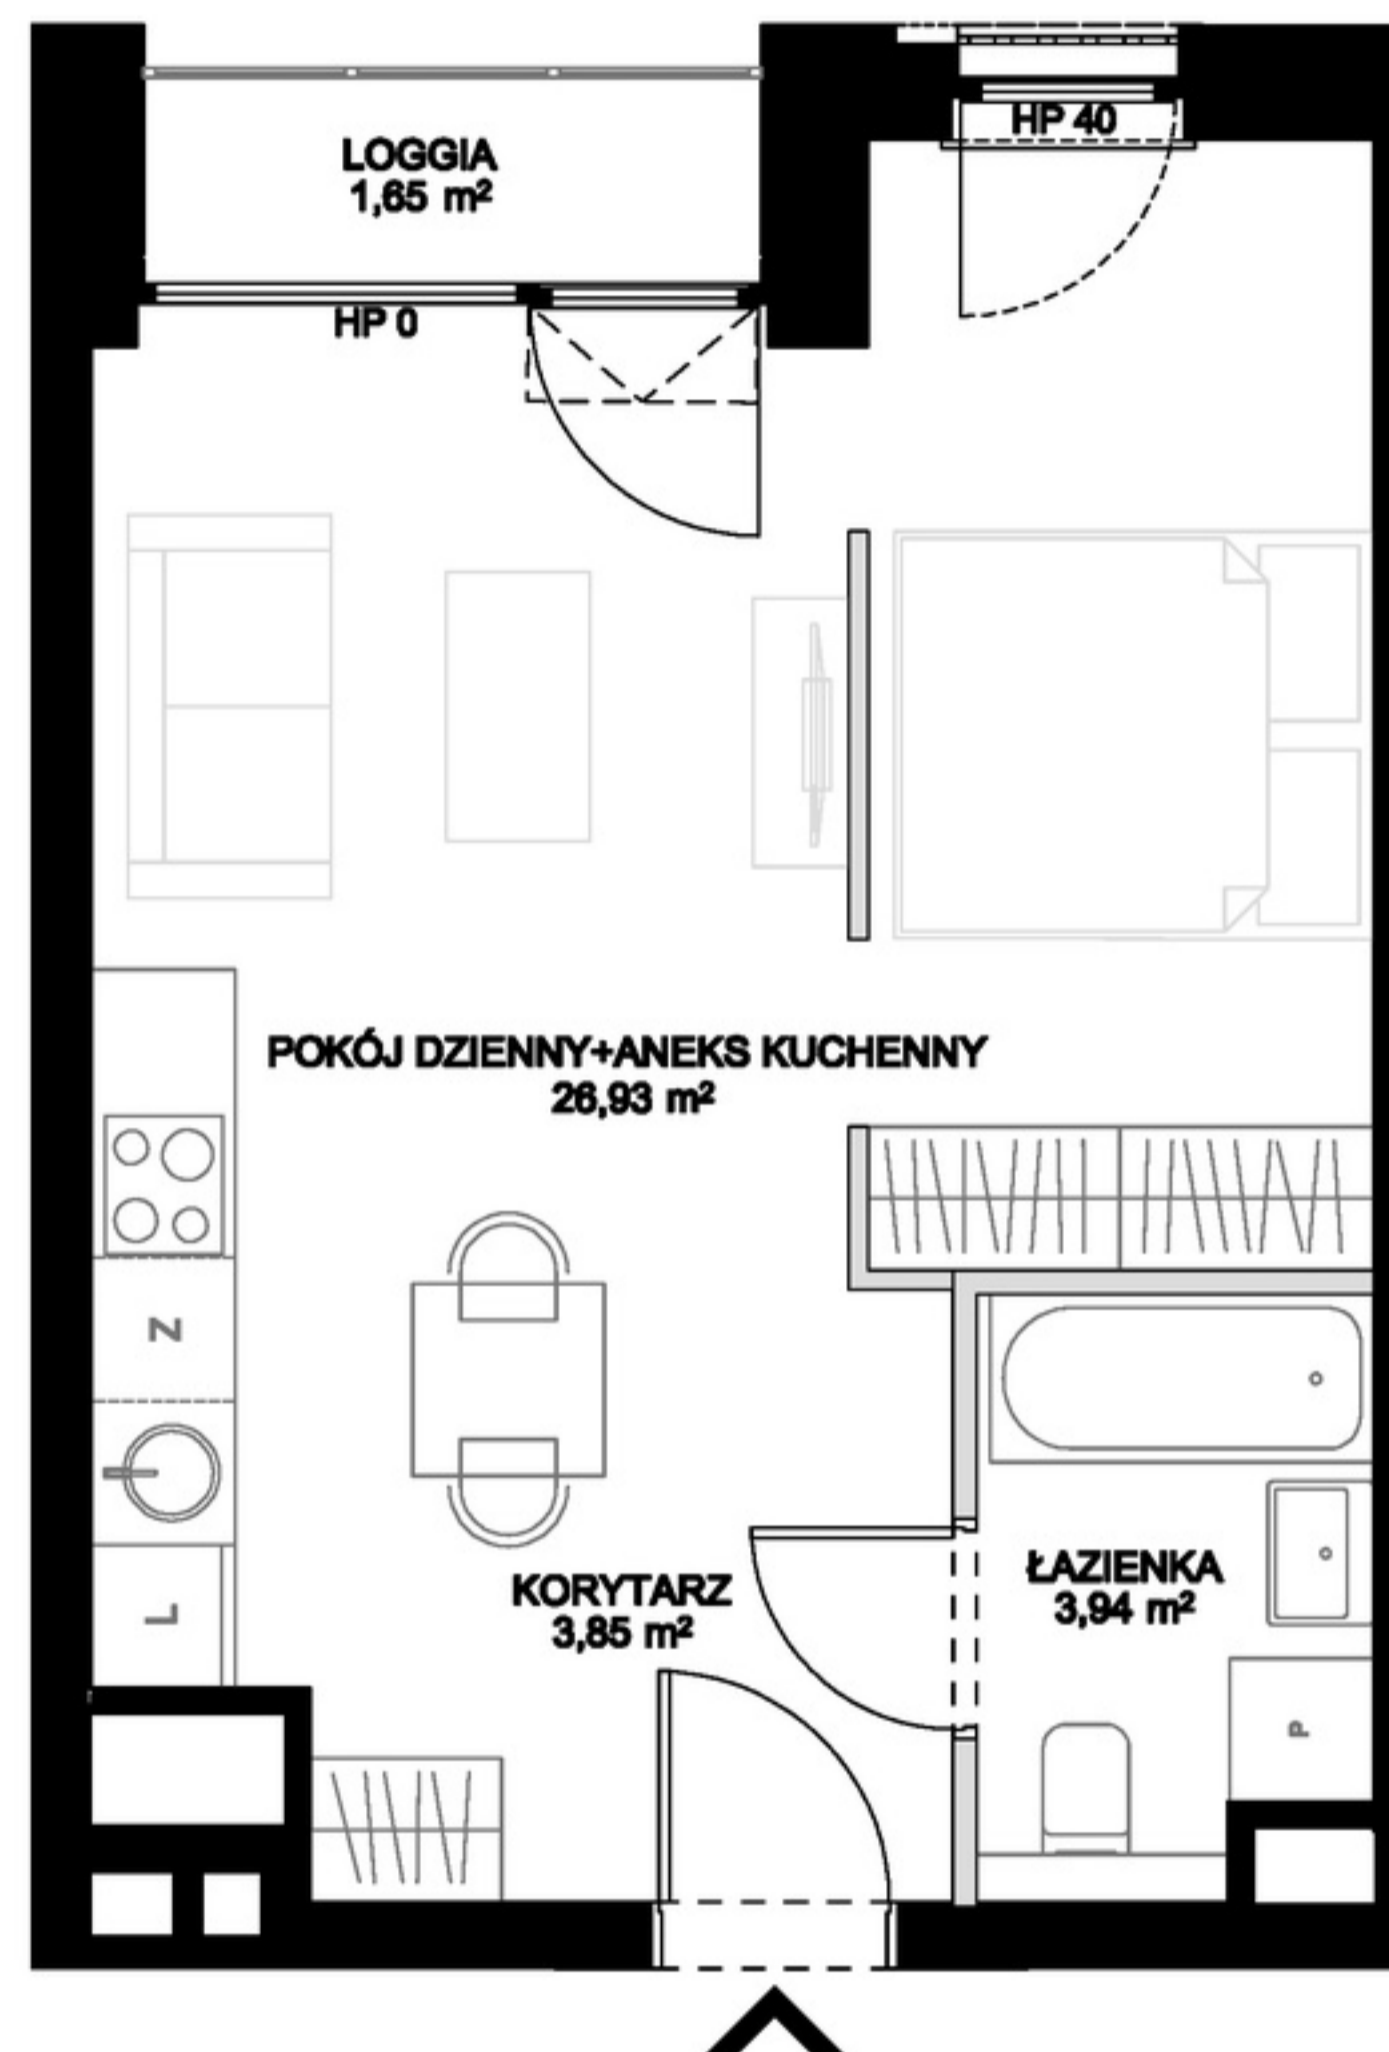 HP 40
LOGGIA
1,65 m²
HP 0
POKÓJ DZIENNY+ANEKS KUCHENNY
26,93 m²
Z
L
KORYTARZ
3,85 m²
ŁAZIENKA
3,94 m²
P